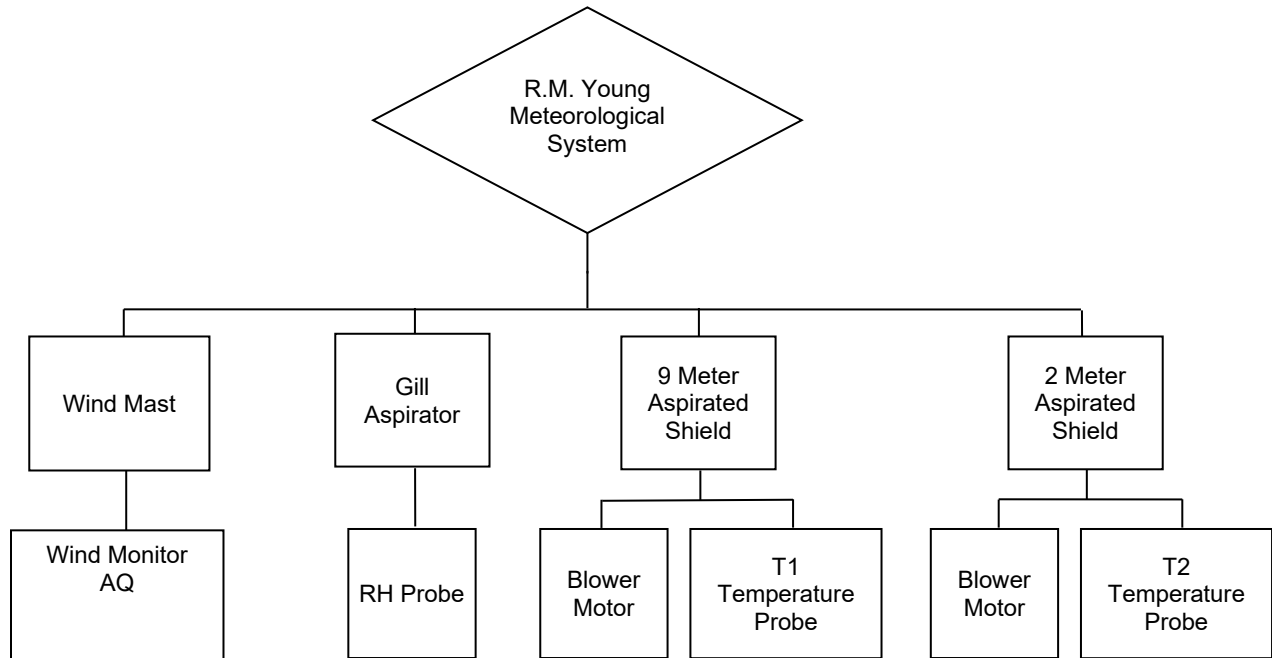 R.M. Young
Meteorological
System
Wind Mast
Gill
Aspirator
9 Meter
Aspirated
Shield
2 Meter
Aspirated
Shield
Wind Monitor
AQ
RH Probe
Blower
Motor
T1
Temperature
Probe
Blower
Motor
T2
Temperature
Probe